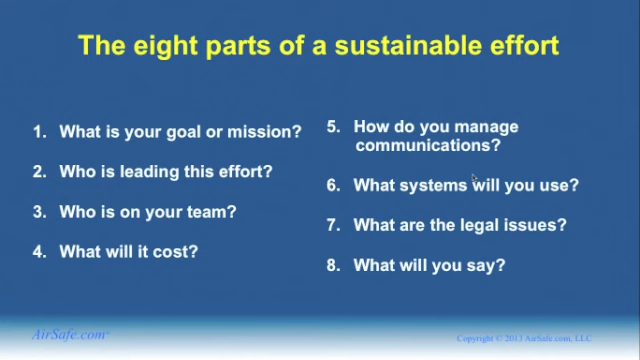 The eight parts of a sustainable effort
1. What is your goal or mission?
2. Who is leading this effort?
3. Who is on your team?
4. What will it cost?
5. How do you manage
communications?
6. What systems will you use?
7. What are the legal issues?
8. What will you say?
AirSafe.com
Copyright © 2013 AirSafe.com, LLC